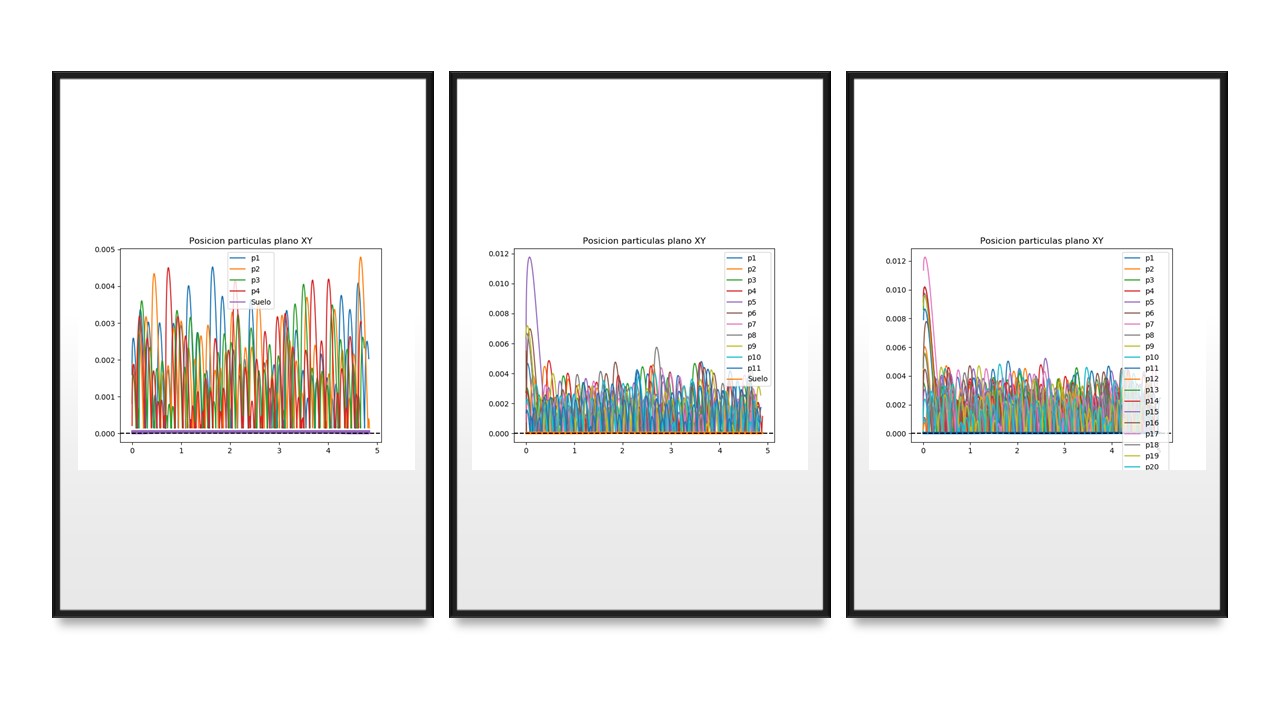 Posicion particulas plano XY
0.005
0.004
0.003
0.002
0.001
0.000
0
1
2
3
4
5
p1
p2
p3
p4
Suelo
Posicion particulas plano XY
0.012
0.010
0.008
0.006
0.004
0.002
0.000
0
1
2
3
4
5
p1
p2
p3
p4
p5
p6
p7
p8
p9
p10
p11
Suelo
Posicion particulas plano XY
0.012
0.010
0.008
0.006
0.004
0.002
0.000
0
1
2
3
4
p1
p2
p3
p4
p5
p6
p7
p8
p9
p10
p11
p12
p13
p14
p15
p16
p17
p18
p19
p20